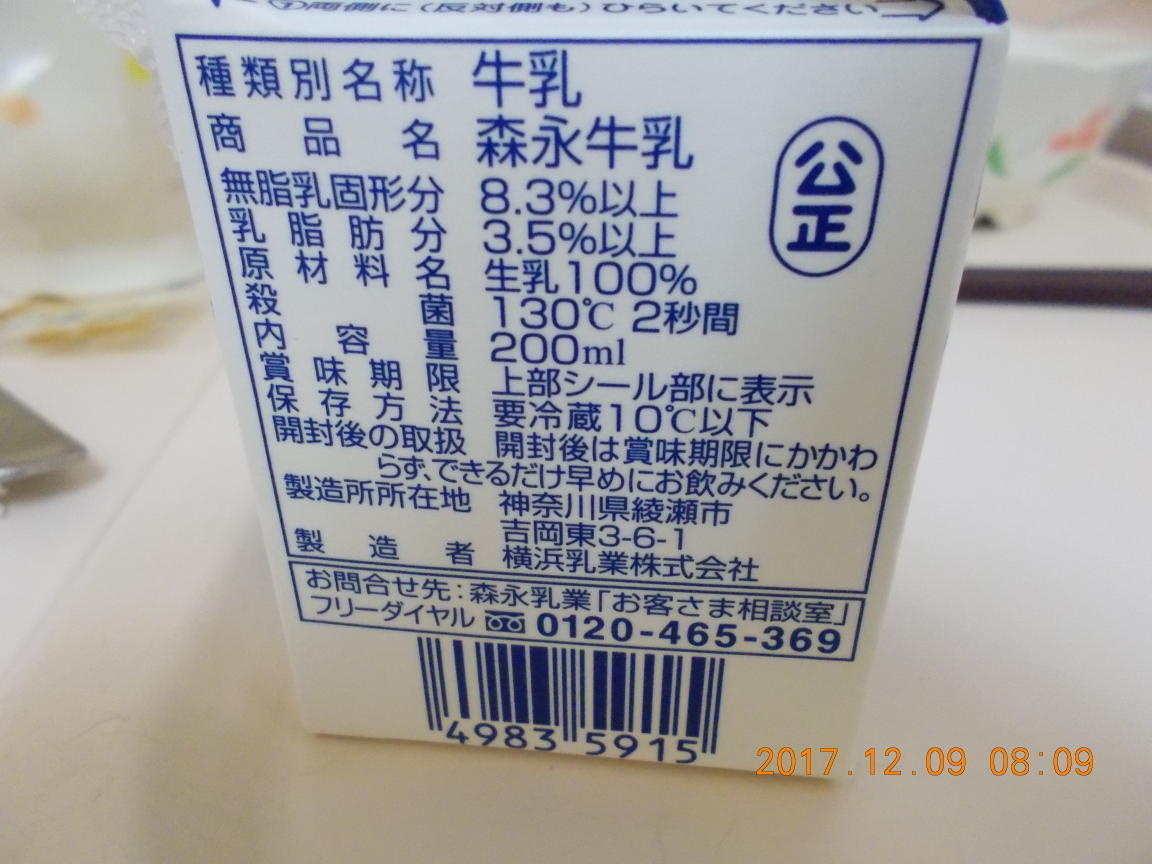 ①両側に(反対側も)ひらいてください
種類別名称 牛乳
商品名 森永牛乳
無脂乳固形分 8.3%以上
乳脂肪分 3.5%以上
原材料名 生乳100%
殺菌 130℃ 2秒間
内容量 200ml
賞味期限 上部シール部に表示
保存方法 要冷蔵10℃以下
開封後の取扱 開封後は賞味期限にかかわ
らず、できるだけ早めにお飲みください。
製造所所在地 神奈川県綾瀬市
吉岡東3-6-1
製造者 横浜乳業株式会社
公正
お問合せ先:森永乳業「お客さま相談室」
フリーダイヤル 0120-465-369
4983 5915
2017.12.09 08:09